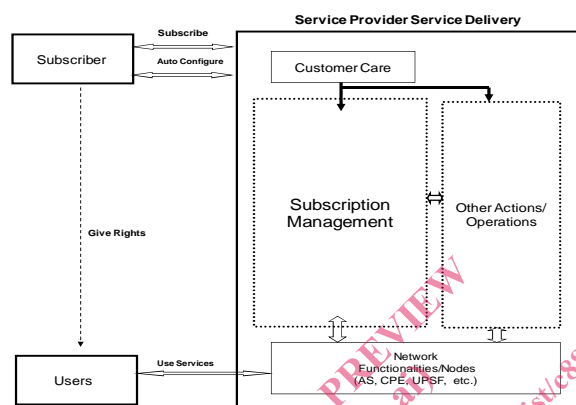 Service Provider Service Delivery
Subscribe
Subscriber
Auto Configure
Customer Care
Subscription
Management
Other Actions/
Operations
Give Rights
Network
Functionalities/Nodes
(AS, CPE, UPSF, etc.)
Use Services
Users
PREVIEW